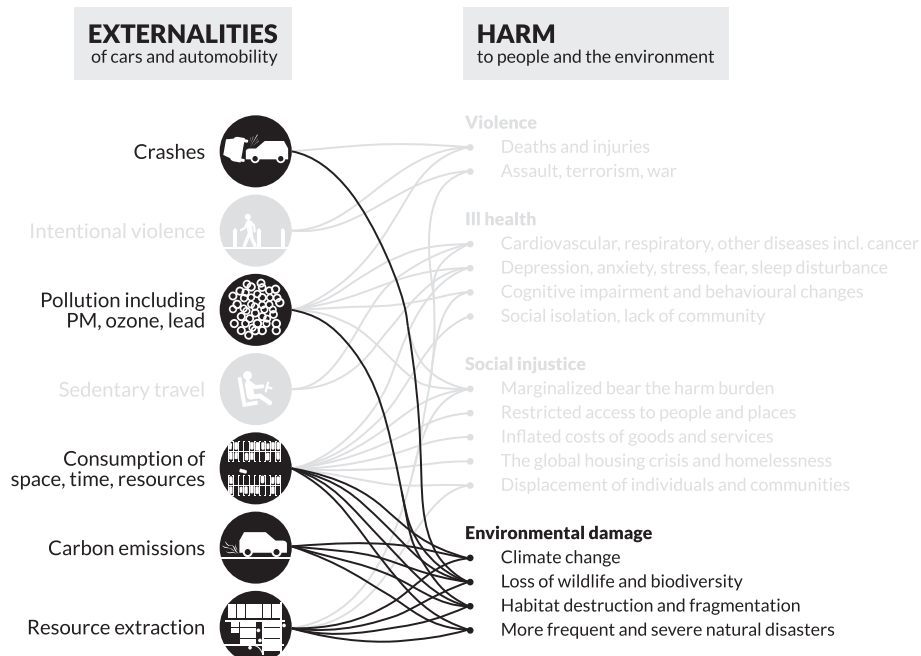 EXTERNALITIES
of cars and automobility
HARM
to people and the environment
Crashes
Intentional violence
Pollution including
PM, ozone, lead
Sedentary travel
Consumption of
space, time, resources
Carbon emissions
Resource extraction
Violence
Deaths and injuries
Assault, terrorism, war
Ill health
Cardiovascular, respiratory, other diseases incl. cancer
Depression, anxiety, stress, fear, sleep disturbance
Cognitive impairment and behavioural changes
Social isolation, lack of community
Social injustice
Marginalized bear the harm burden
Restricted access to people and places
Inflated costs of goods and services
The global housing crisis and homelessness
Displacement of individuals and communities
Environmental damage
Climate change
Loss of wildlife and biodiversity
Habitat destruction and fragmentation
More frequent and severe natural disasters